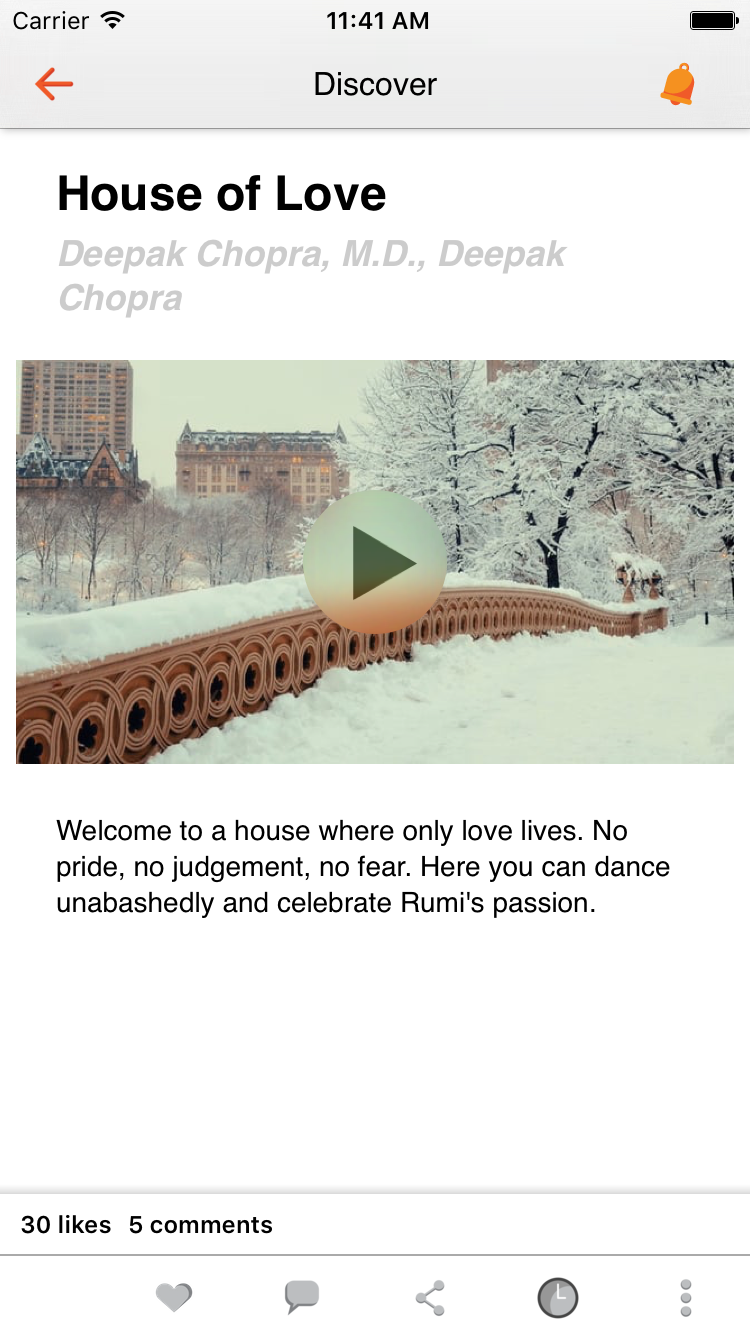 Carrier 11:41 AM
Discover
House of Love
Deepak Chopra, M.D., Deepak
Chopra
Welcome to a house where only love lives. No
pride, no judgement, no fear. Here you can dance
unabashedly and celebrate Rumi's passion.
30 likes 5 comments